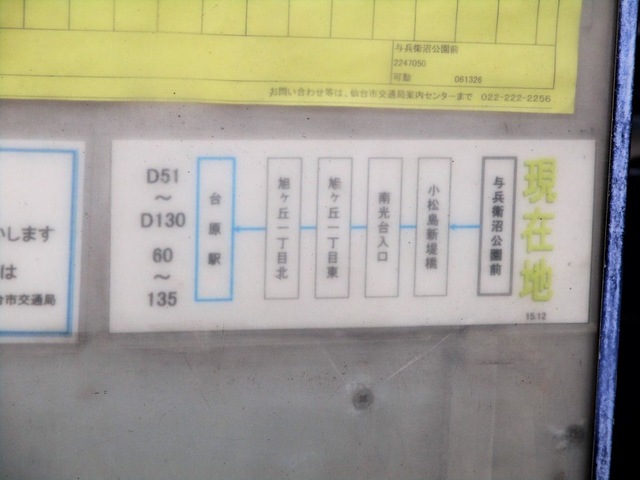 与兵衛沼公園前
2247050
可動 061326
お問い合わせ等は、仙台市交通局案内センターまで 022-222-2256
現在地
与兵衛沼公園前
小松島新堤橋
南光台入口
旭ヶ丘一丁目東
旭ヶ丘一丁目北
台原駅
D51
～
D130
60
～
135
15.12
いします
は
台市交通局